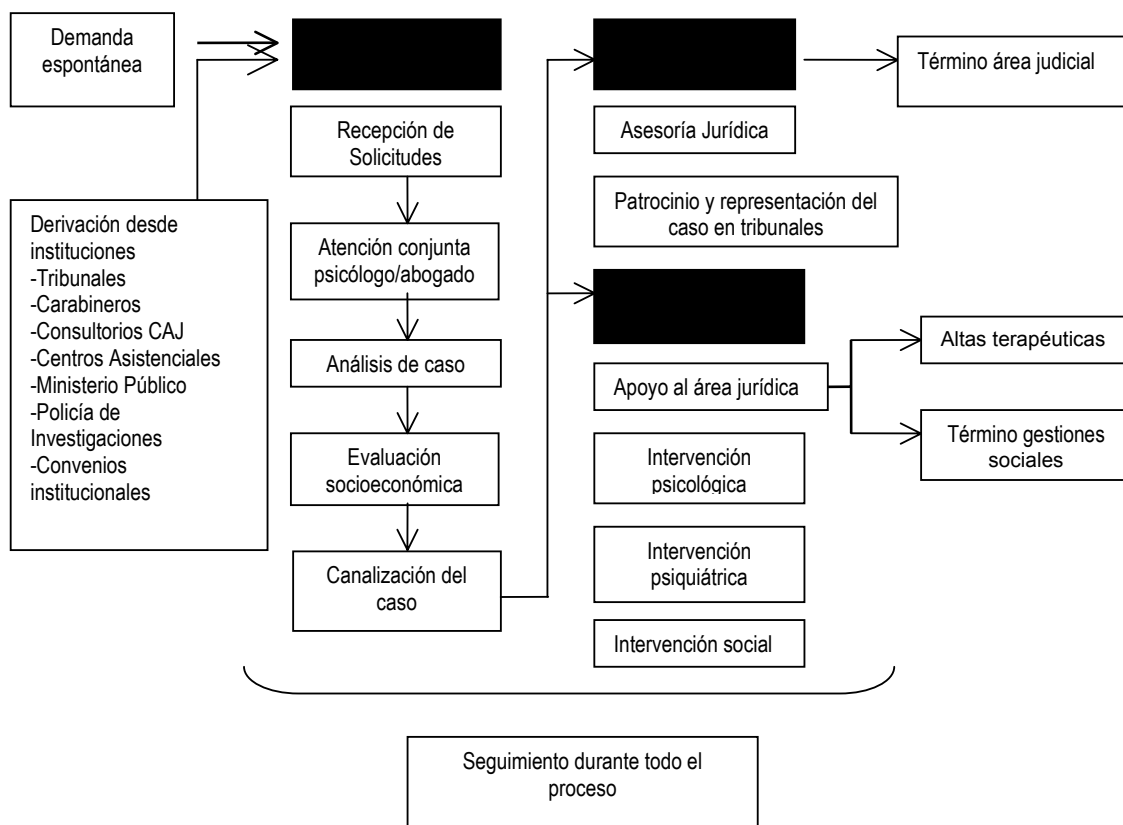 Demanda
espontánea
Derivación desde
instituciones
-Tribunales
-Carabineros
-Consultorios CAJ
-Centros Asistenciales
-Ministerio Público
-Policía de
Investigaciones
-Convenios
institucionales
Recepción de
Solicitudes
Atención conjunta
psicólogo/abogado
Análisis de caso
Evaluación
socioeconómica
Canalización del
caso
Asesoría Jurídica
Patrocinio y representación del
caso en tribunales
Apoyo al área jurídica
Intervención
psicológica
Intervención
psiquiátrica
Intervención social
Término área judicial
Altas terapéuticas
Término gestiones
sociales
Seguimiento durante todo el
proceso